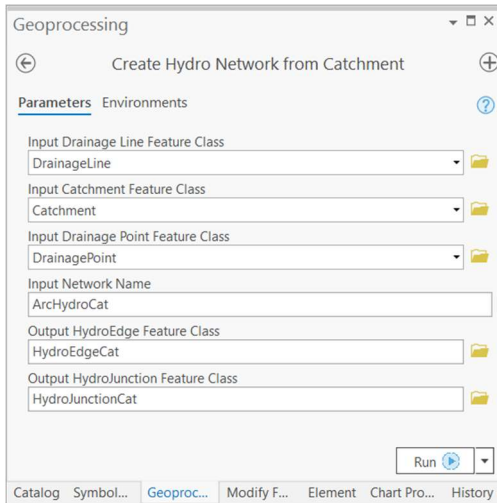 Geoprocessing
Create Hydro Network from Catchment
Parameters Environments
Input Drainage Line Feature Class
DrainageLine
Input Catchment Feature Class
Catchment
Input Drainage Point Feature Class
DrainagePoint
Input Network Name
ArcHydroCat
Output HydroEdge Feature Class
HydroEdgeCat
Output HydroJunction Feature Class
HydroJunctionCat
Run
Catalog Symbol... Geoproc... Modify F... Element Chart Pro... History